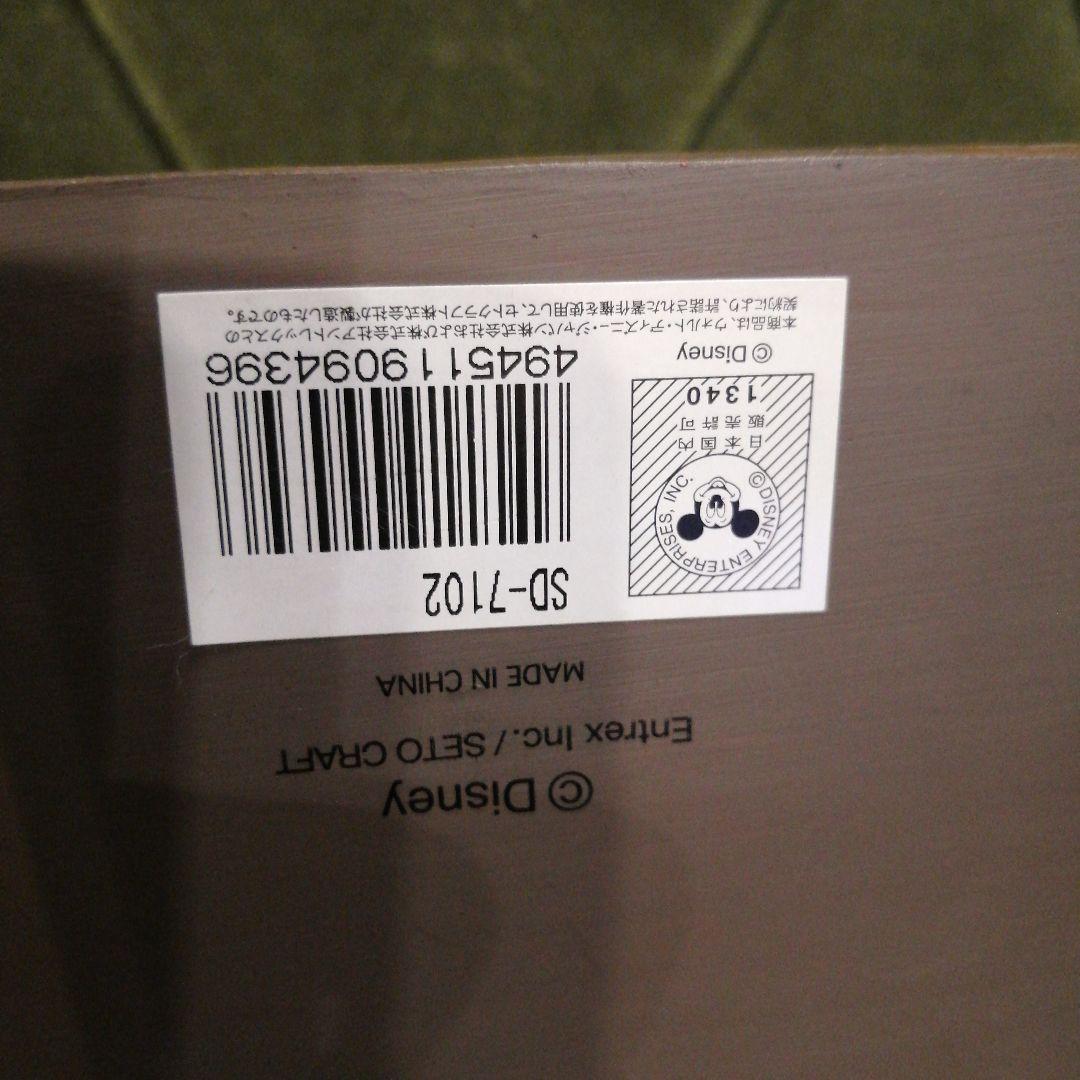 © Disney
Entrex Inc. / SETO CRAFT
MADE IN CHINA
SD-7102
4945119094396
© DISNEY ENTERPRISES, INC.
日本国内
販売許可
1340
© Disney
本商品は、ウォルト・ディズニー・ジャパン株式会社および株式会社アントレックスとの
契約により、許諾された著作権を使用して、セトクラフト株式会社が製造したものです。